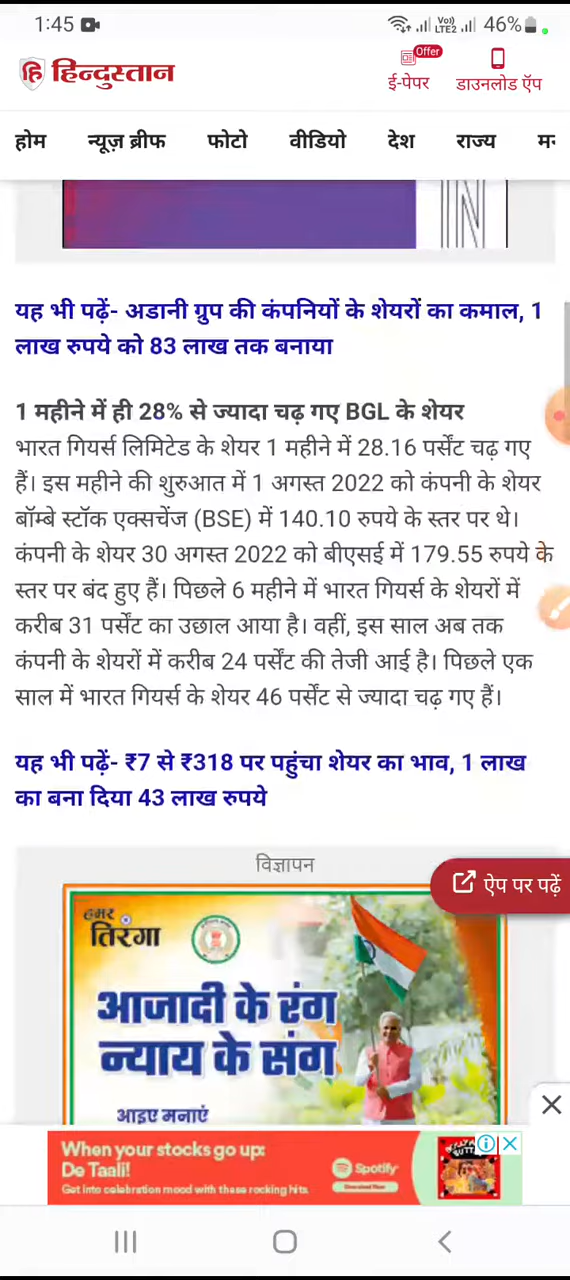 1:45
Vo)) LTE2 46%
हि हिन्दुस्तान
Offer
ई-पेपर डाउनलोड ऍप
होम न्यूज़ ब्रीफ फोटो वीडियो देश राज्य
IN
यह भी पढ़ें- अडानी ग्रुप की कंपनियों के शेयरों का कमाल, 1
लाख रुपये को 83 लाख तक बनाया
1 महीने में ही 28% से ज्यादा चढ़ गए BGL के शेयर
भारत गियर्स लिमिटेड के शेयर 1 महीने में 28.16 पर्सेंट चढ़ गए
हैं। इस महीने की शुरुआत में 1 अगस्त 2022 को कंपनी के शेयर
बॉम्बे स्टॉक एक्सचेंज (BSE) में 140.10 रुपये के स्तर पर थे।
कंपनी के शेयर 30 अगस्त 2022 को बीएसई में 179.55 रुपये के
स्तर पर बंद हुए हैं। पिछले 6 महीने में भारत गियर्स के शेयरों में
करीब 31 पर्सेंट का उछाल आया है। वहीं, इस साल अब तक
कंपनी के शेयरों में करीब 24 पर्सेंट की तेजी आई है। पिछले एक
साल में भारत गियर्स के शेयर 46 पर्सेंट से ज्यादा चढ़ गए हैं।
यह भी पढ़ें- ₹7 से ₹318 पर पहुंचा शेयर का भाव, 1 लाख
का बना दिया 43 लाख रुपये
विज्ञापन
ऐप पर पढ़ें
हमर
तिरंगा
आजादी के रंग
न्याय के संग
आइए मनाएं
When your stocks go up:
De Taali!
Get into celebration mood with these rocking hits.
Spotify
Download Now